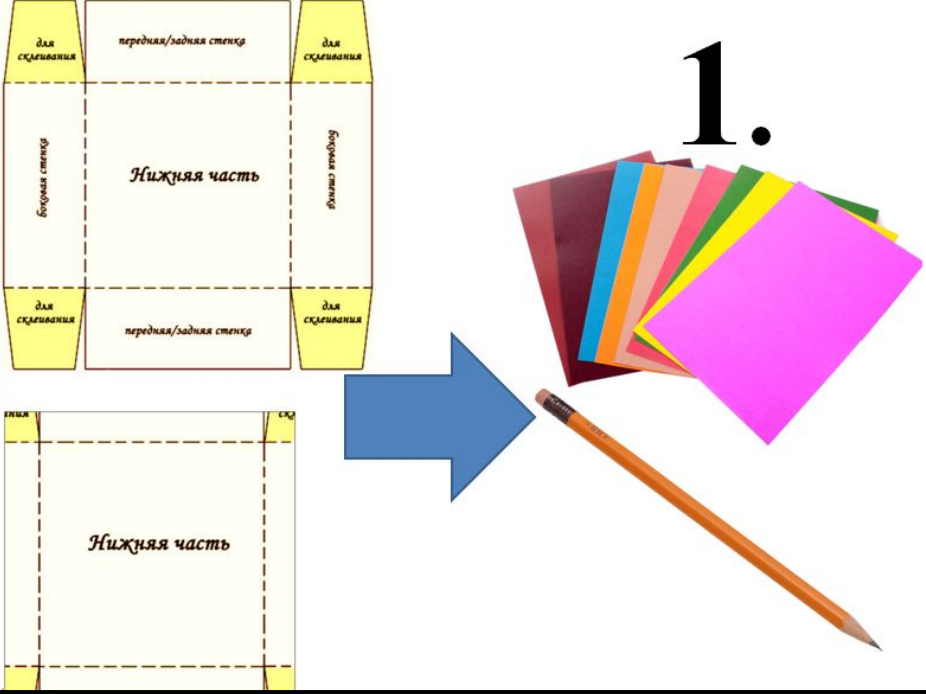 для
склеивания
передняя/задняя стенка
для
склеивания
боковая стенка
Нижняя часть
боковая стенка
для
склеивания
передняя/задняя стенка
для
склеивания
1.
Нижняя часть